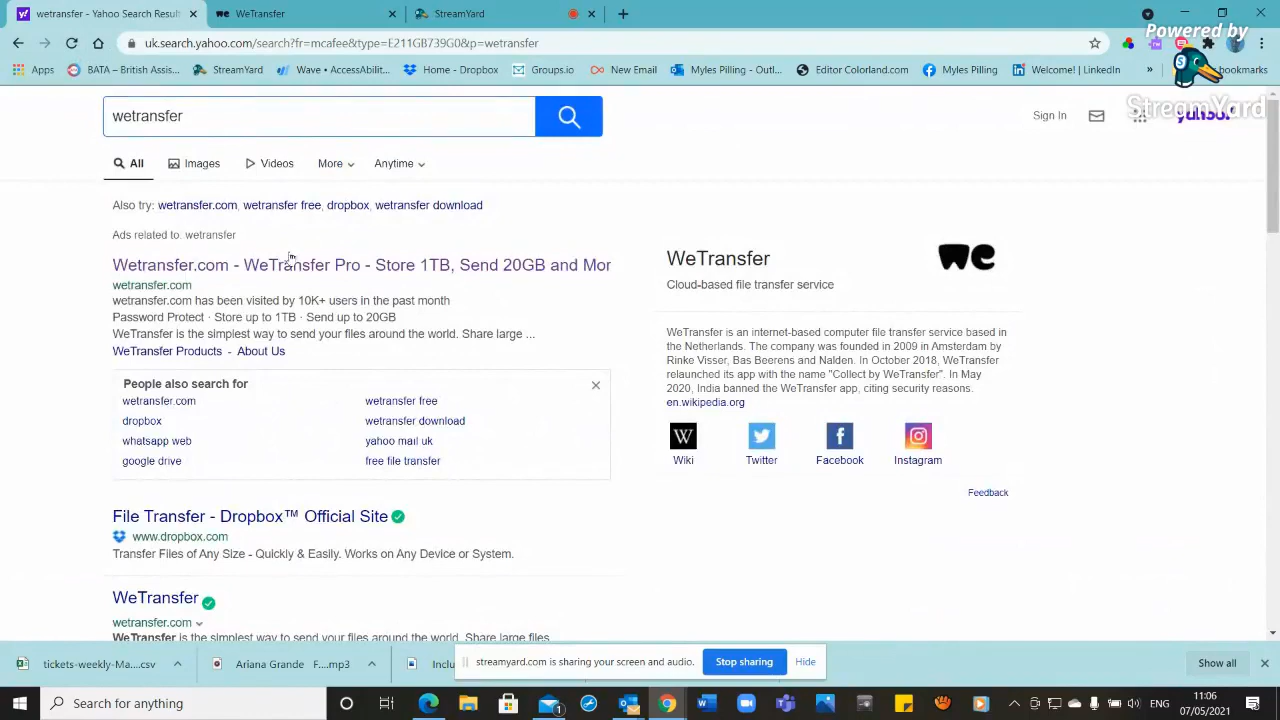 wetransfer - Yahoo Search Result
WeTransfer
StreamYard
Powered by
uk.search.yahoo.com/search?fr=mcafee&type=E211GB739G0&p=wetransfer
Apps
BATA – British Assi...
StreamYard
Wave • AccessAbilit...
Home - Dropbox
Groups.io
New Email
Myles Pilling - Outl...
Editor Colorland.com
Myles Pilling
Welcome! | LinkedIn
»
bookmarks
StreamYard
wetransfer
Sign In
yahoo!
All
Images
Videos
More
Anytime
Also try: wetransfer.com, wetransfer free, dropbox, wetransfer download
Ads related to: wetransfer
Wetransfer.com - WeTransfer Pro - Store 1TB, Send 20GB and Mor
wetransfer.com
wetransfer.com has been visited by 10K+ users in the past month
Password Protect · Store up to 1TB · Send up to 20GB
WeTransfer is the simplest way to send your files around the world. Share large ...
WeTransfer Products - About Us
People also search for
wetransfer.com
wetransfer free
dropbox
wetransfer download
whatsapp web
yahoo mail uk
google drive
free file transfer
File Transfer - Dropbox™ Official Site
www.dropbox.com
Transfer Files of Any Size - Quickly & Easily. Works on Any Device or System.
WeTransfer
wetransfer.com
WeTransfer is the simplest way to send your files around the world. Share large files
WeTransfer
we
Cloud-based file transfer service
WeTransfer is an internet-based computer file transfer service based in
the Netherlands. The company was founded in 2009 in Amsterdam by
Rinke Visser, Bas Beerens and Nalden. In October 2018, WeTransfer
relaunched its app with the name "Collect by WeTransfer". In May
2020, India banned the WeTransfer app, citing security reasons.
en.wikipedia.org
Wiki
Twitter
Facebook
Instagram
Feedback
tickets-weekly-Ma....csv
Ariana Grande_F....mp3
Inclu
streamyard.com is sharing your screen and audio.
Stop sharing
Hide
Show all
Search for anything
11:06
07/05/2021